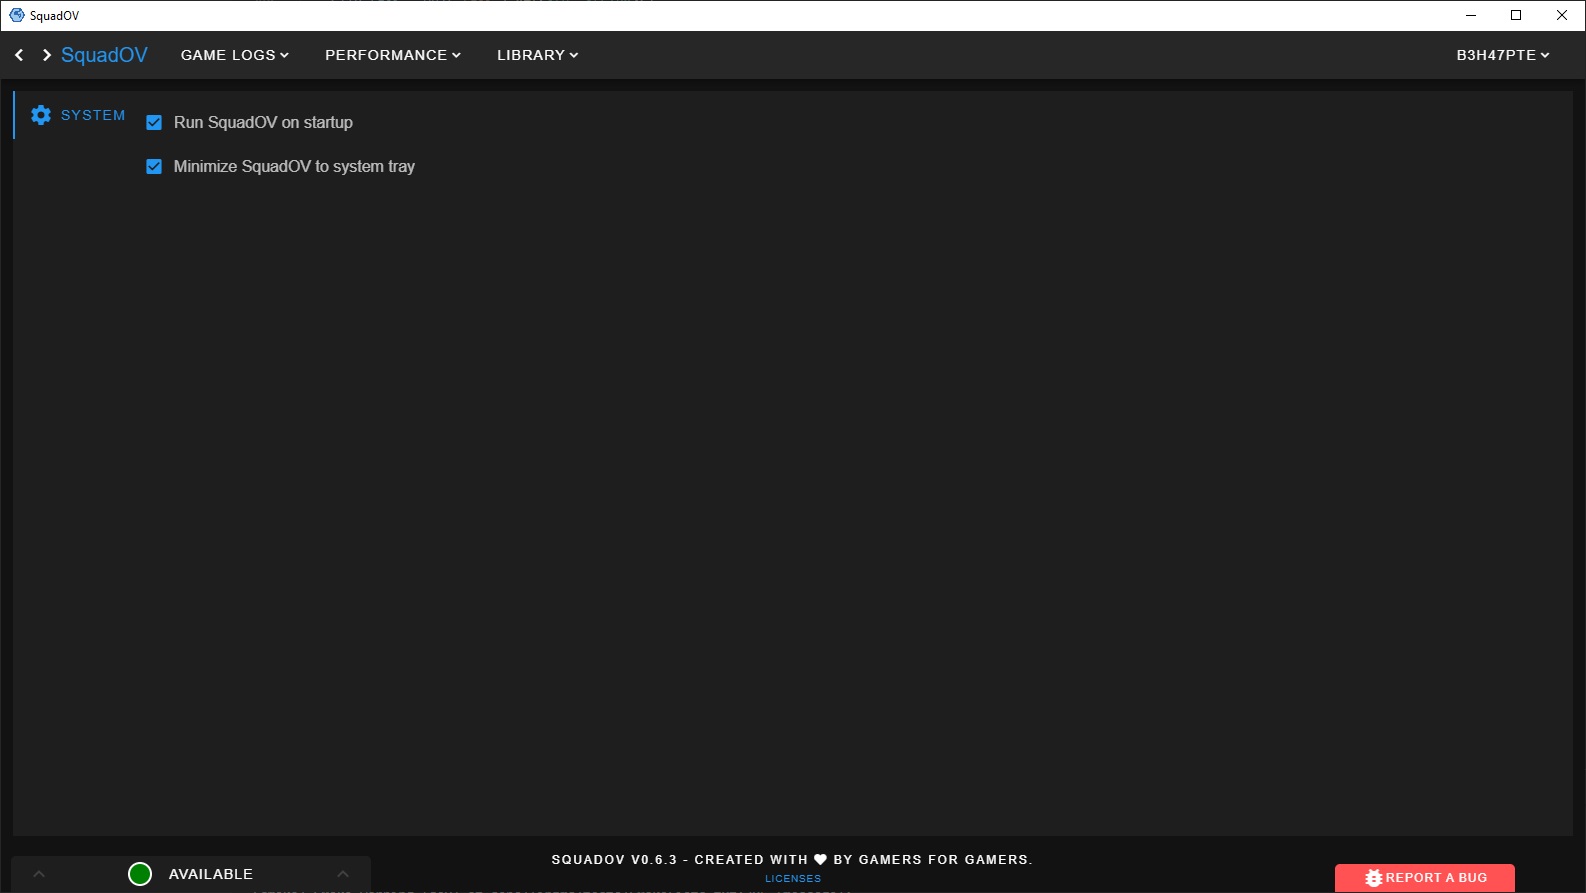 SquadOV
SquadOV GAME LOGS PERFORMANCE LIBRARY B3H47PTE
SYSTEM
Run SquadOV on startup
Minimize SquadOV to system tray
SQUADOV V0.6.3 - CREATED WITH ♥ BY GAMERS FOR GAMERS.
AVAILABLE
LICENSES
REPORT A BUG